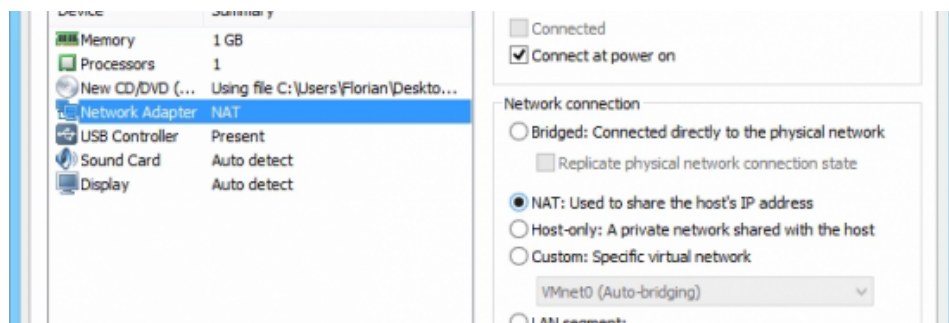 Device Summary
Memory 1 GB
Processors 1
New CD/DVD (... Using file C:\Users\Florian\Deskto...
Network Adapter NAT
USB Controller Present
Sound Card Auto detect
Display Auto detect
Connected
Connect at power on
Network connection
Bridged: Connected directly to the physical network
Replicate physical network connection state
NAT: Used to share the host's IP address
Host-only: A private network shared with the host
Custom: Specific virtual network
VMnet0 (Auto-bridging)
LAN segment: